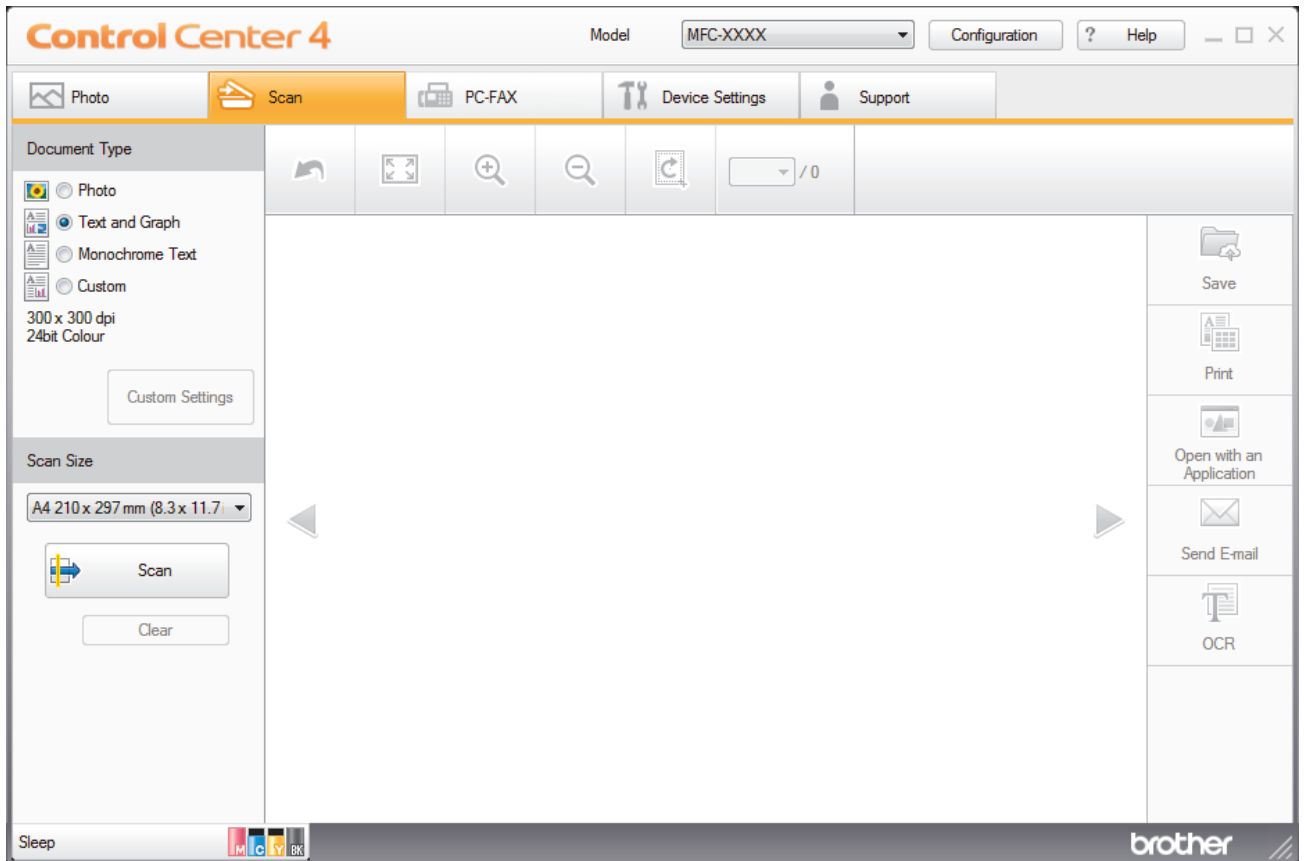 Control Center 4
Model
MFC-XXXX
Configuration
? Help
Photo
Scan
PC-FAX
Device Settings
Support
Document Type
Photo
Text and Graph
Monochrome Text
Custom
300 x 300 dpi
24bit Colour
Custom Settings
Scan Size
A4 210 x 297 mm (8.3 x 11.7
Scan
Clear
/ 0
Save
Print
Open with an
Application
Send E-mail
OCR
Sleep
M C Y BK
brother